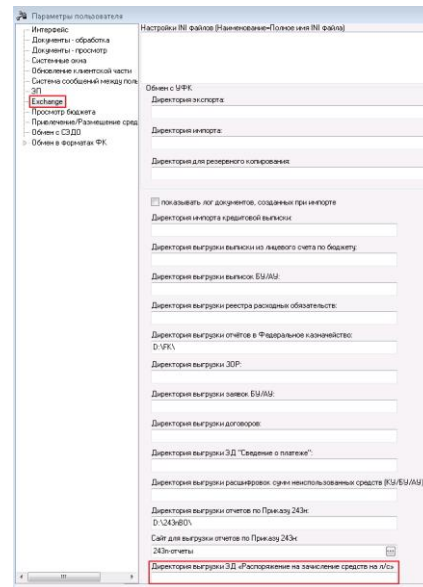 Параметры пользователя
Интерфейс
Документы - обработка
Документы - просмотр
Системные окна
Обновление клиентской части
Система сообщений между поль
ЭП
Exchange
Просмотр бюджета
Привлечение/Размещение сред
Обмен с СЭДО
Обмен в форматах ФК
Настройки INI файлов (Наименование=Полное имя INI файла)
Обмен с УФК
Директория экспорта:
Директория импорта:
Директория для резервного копирования:
показывать лог документов, созданных при импорте
Директория импорта кредитовой выписки:
Директория выгрузки выписки из лицевого счета по бюджету:
Директория выгрузки выписок БУ/АУ:
Директория выгрузки реестра расходных обязательств:
Директория выгрузки отчётов в Федеральное казначейство:
D:\FK\
Директория выгрузки ЗОР:
Директория выгрузки заявок БУ/АУ:
Директория выгрузки договоров:
Директория выгрузки ЭД "Сведение о платеже":
Директория выгрузки расшифровок сумм неиспользованных средств (КУ/БУ/АУ)
Директория выгрузки отчетов по Приказу 243н:
D:\243нВО\
Сайт для выгрузки отчетов по Приказу 243н:
243н-отчеты
Директория выгрузки ЭД «Распоряжение на зачисление средств на л/с»